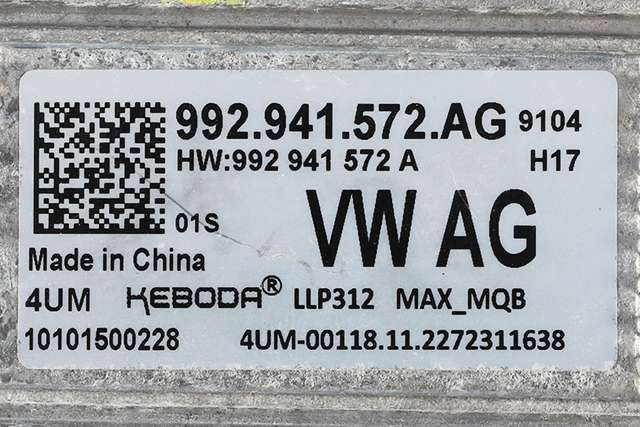 992.941.572.AG 9104
HW:992 941 572 A H17
01S VW AG
Made in China
4UM KEBODA® LLP312 MAX_MQB
10101500228 4UM-00118.11.2272311638